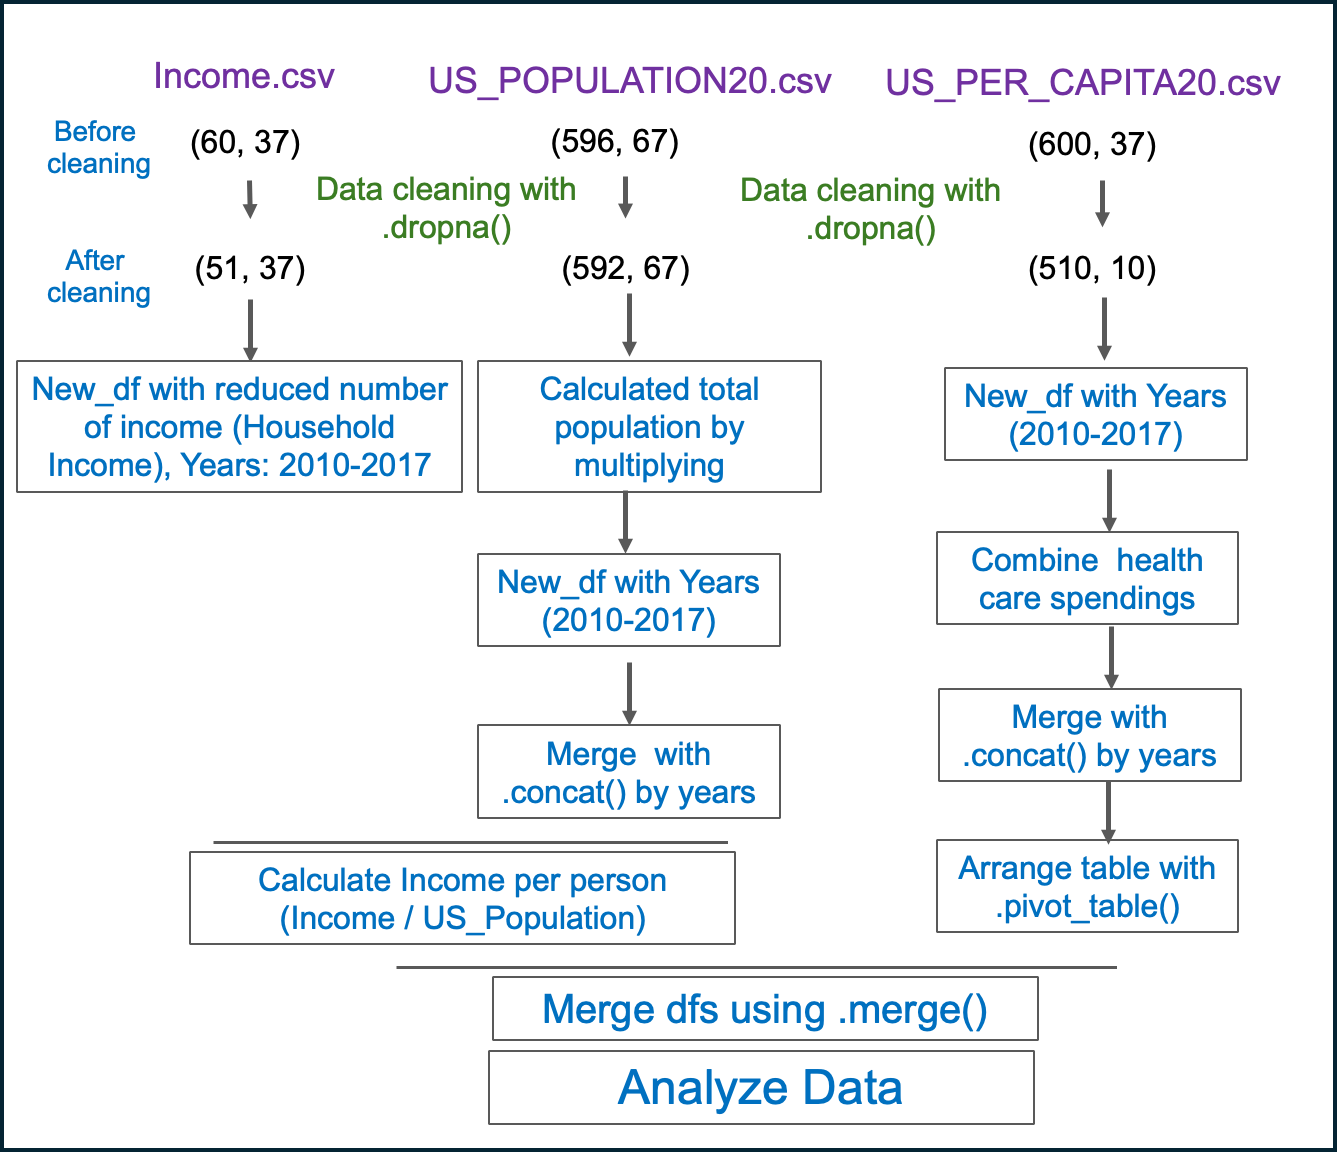 Income.csv
US_POPULATION20.csv
US_PER_CAPITA20.csv
Before
cleaning
(60, 37)
(596, 67)
(600, 37)
Data cleaning with
.dropna()
Data cleaning with
.dropna()
After
cleaning
(51, 37)
(592, 67)
(510, 10)
New_df with reduced number
of income (Household
Income), Years: 2010-2017
Calculated total
population by
multiplying
New_df with Years
(2010-2017)
New_df with Years
(2010-2017)
Combine  health
care spendings
Merge  with
.concat() by years
Merge with
.concat() by years
Calculate Income per person
(Income / US_Population)
Arrange table with
.pivot_table()
Merge dfs using .merge()
Analyze Data